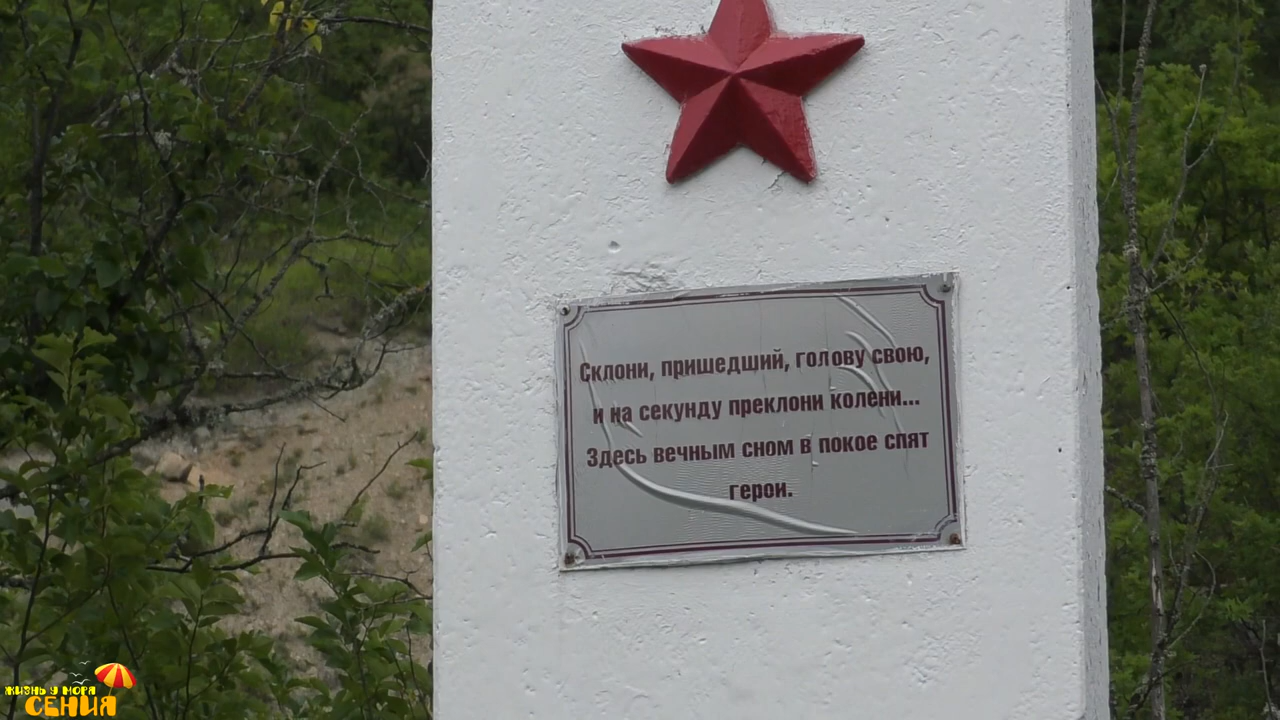 Склони, пришедший, голову свою,
и на секунду преклони колени...
Здесь вечным сном в покое спят
герои.
ЖИЗНЬ У МОРЯ
СЕНИЯ